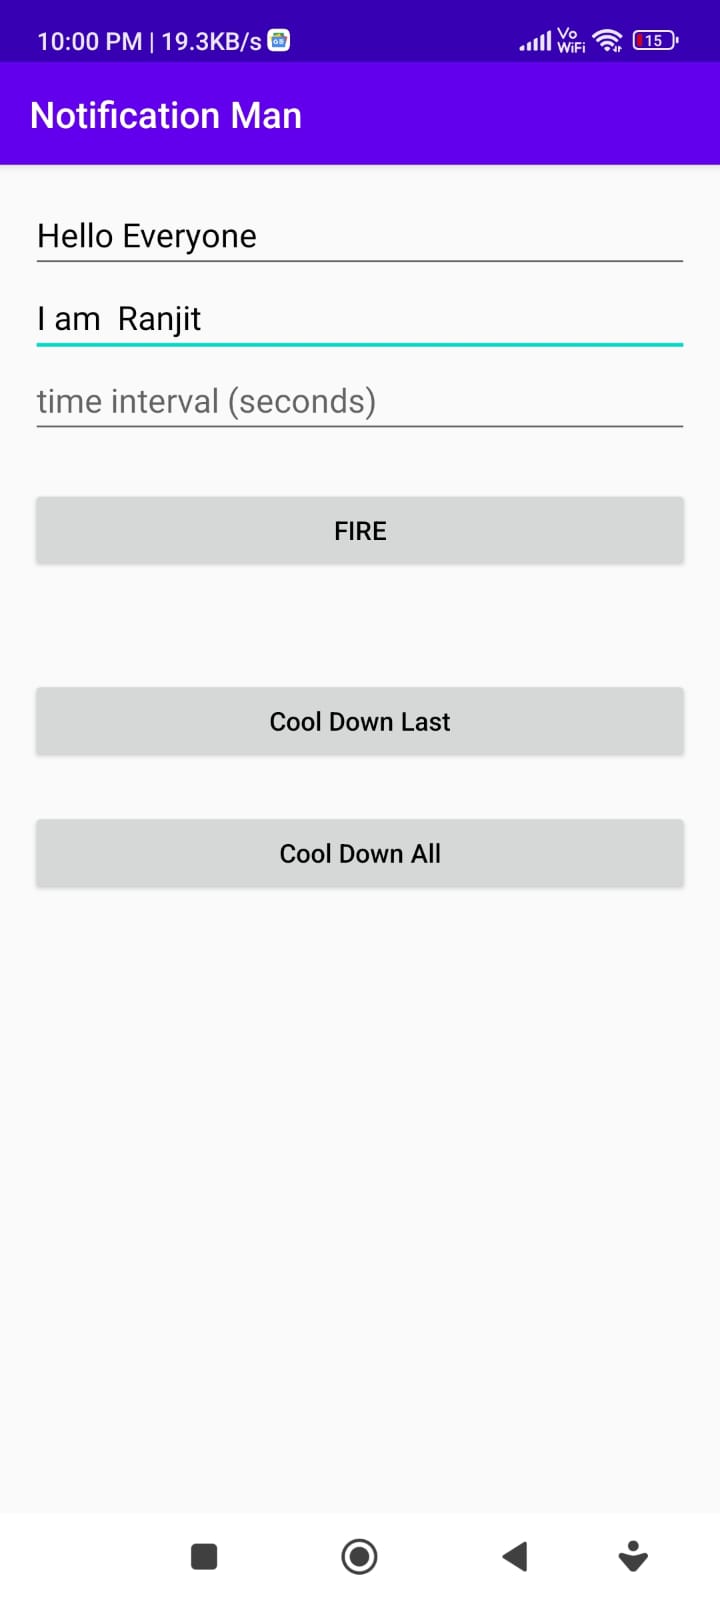 10:00 PM | 19.3KB/s
Vo
WiFi
15
Notification Man
Hello Everyone
I am  Ranjit
time interval (seconds)
FIRE
Cool Down Last
Cool Down All